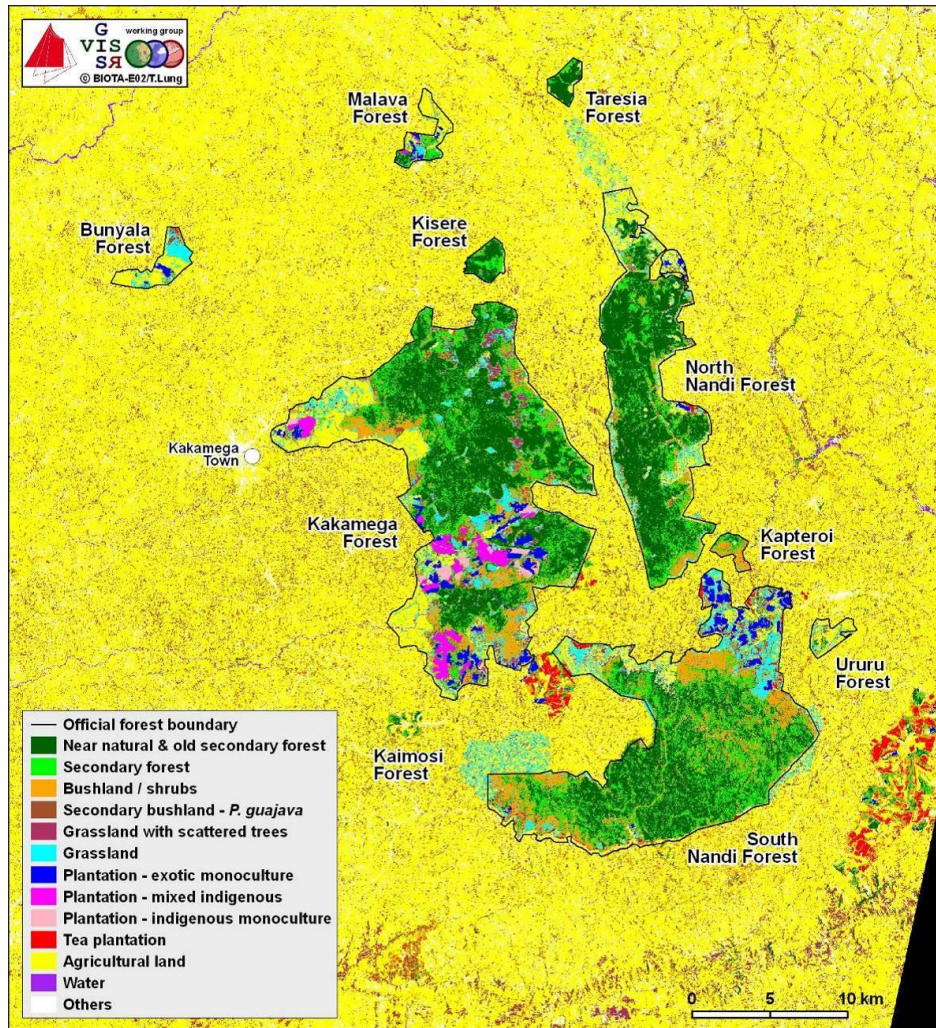 G
VIS
S
R
working group
© BIOTA-E02/T.Lung
Malava
Forest
Taresia
Forest
Bunyala
Forest
Kisere
Forest
North
Nandi Forest
Kakamega
Town
Kakamega
Forest
Kapteroi
Forest
Ururu
Forest
Kaimosi
Forest
South
Nandi Forest
Official forest boundary
Near natural & old secondary forest
Secondary forest
Bushland / shrubs
Secondary bushland - P. guajava
Grassland with scattered trees
Grassland
Plantation - exotic monoculture
Plantation - mixed indigenous
Plantation - indigenous monoculture
Tea plantation
Agricultural land
Water
Others
0 5 10 km